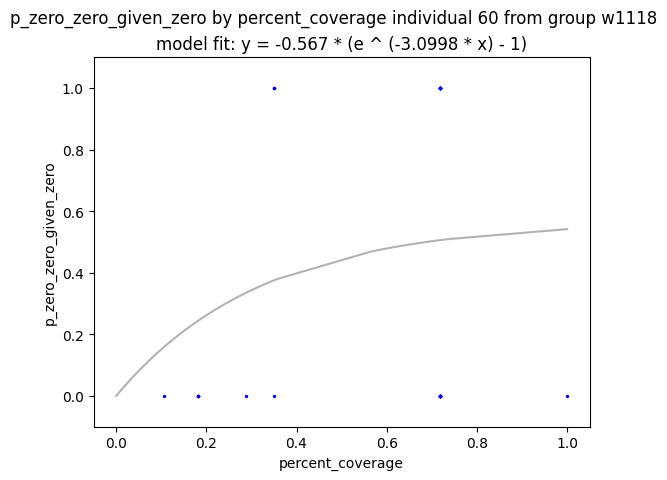 p_zero_zero_given_zero by percent_coverage individual 60 from group w1118
model fit: y = -0.567 * (e ^ (-3.0998 * x) - 1)
1.0
0.8
0.6
0.4
0.2
0.0
p_zero_zero_given_zero
0.0 0.2 0.4 0.6 0.8 1.0
percent_coverage